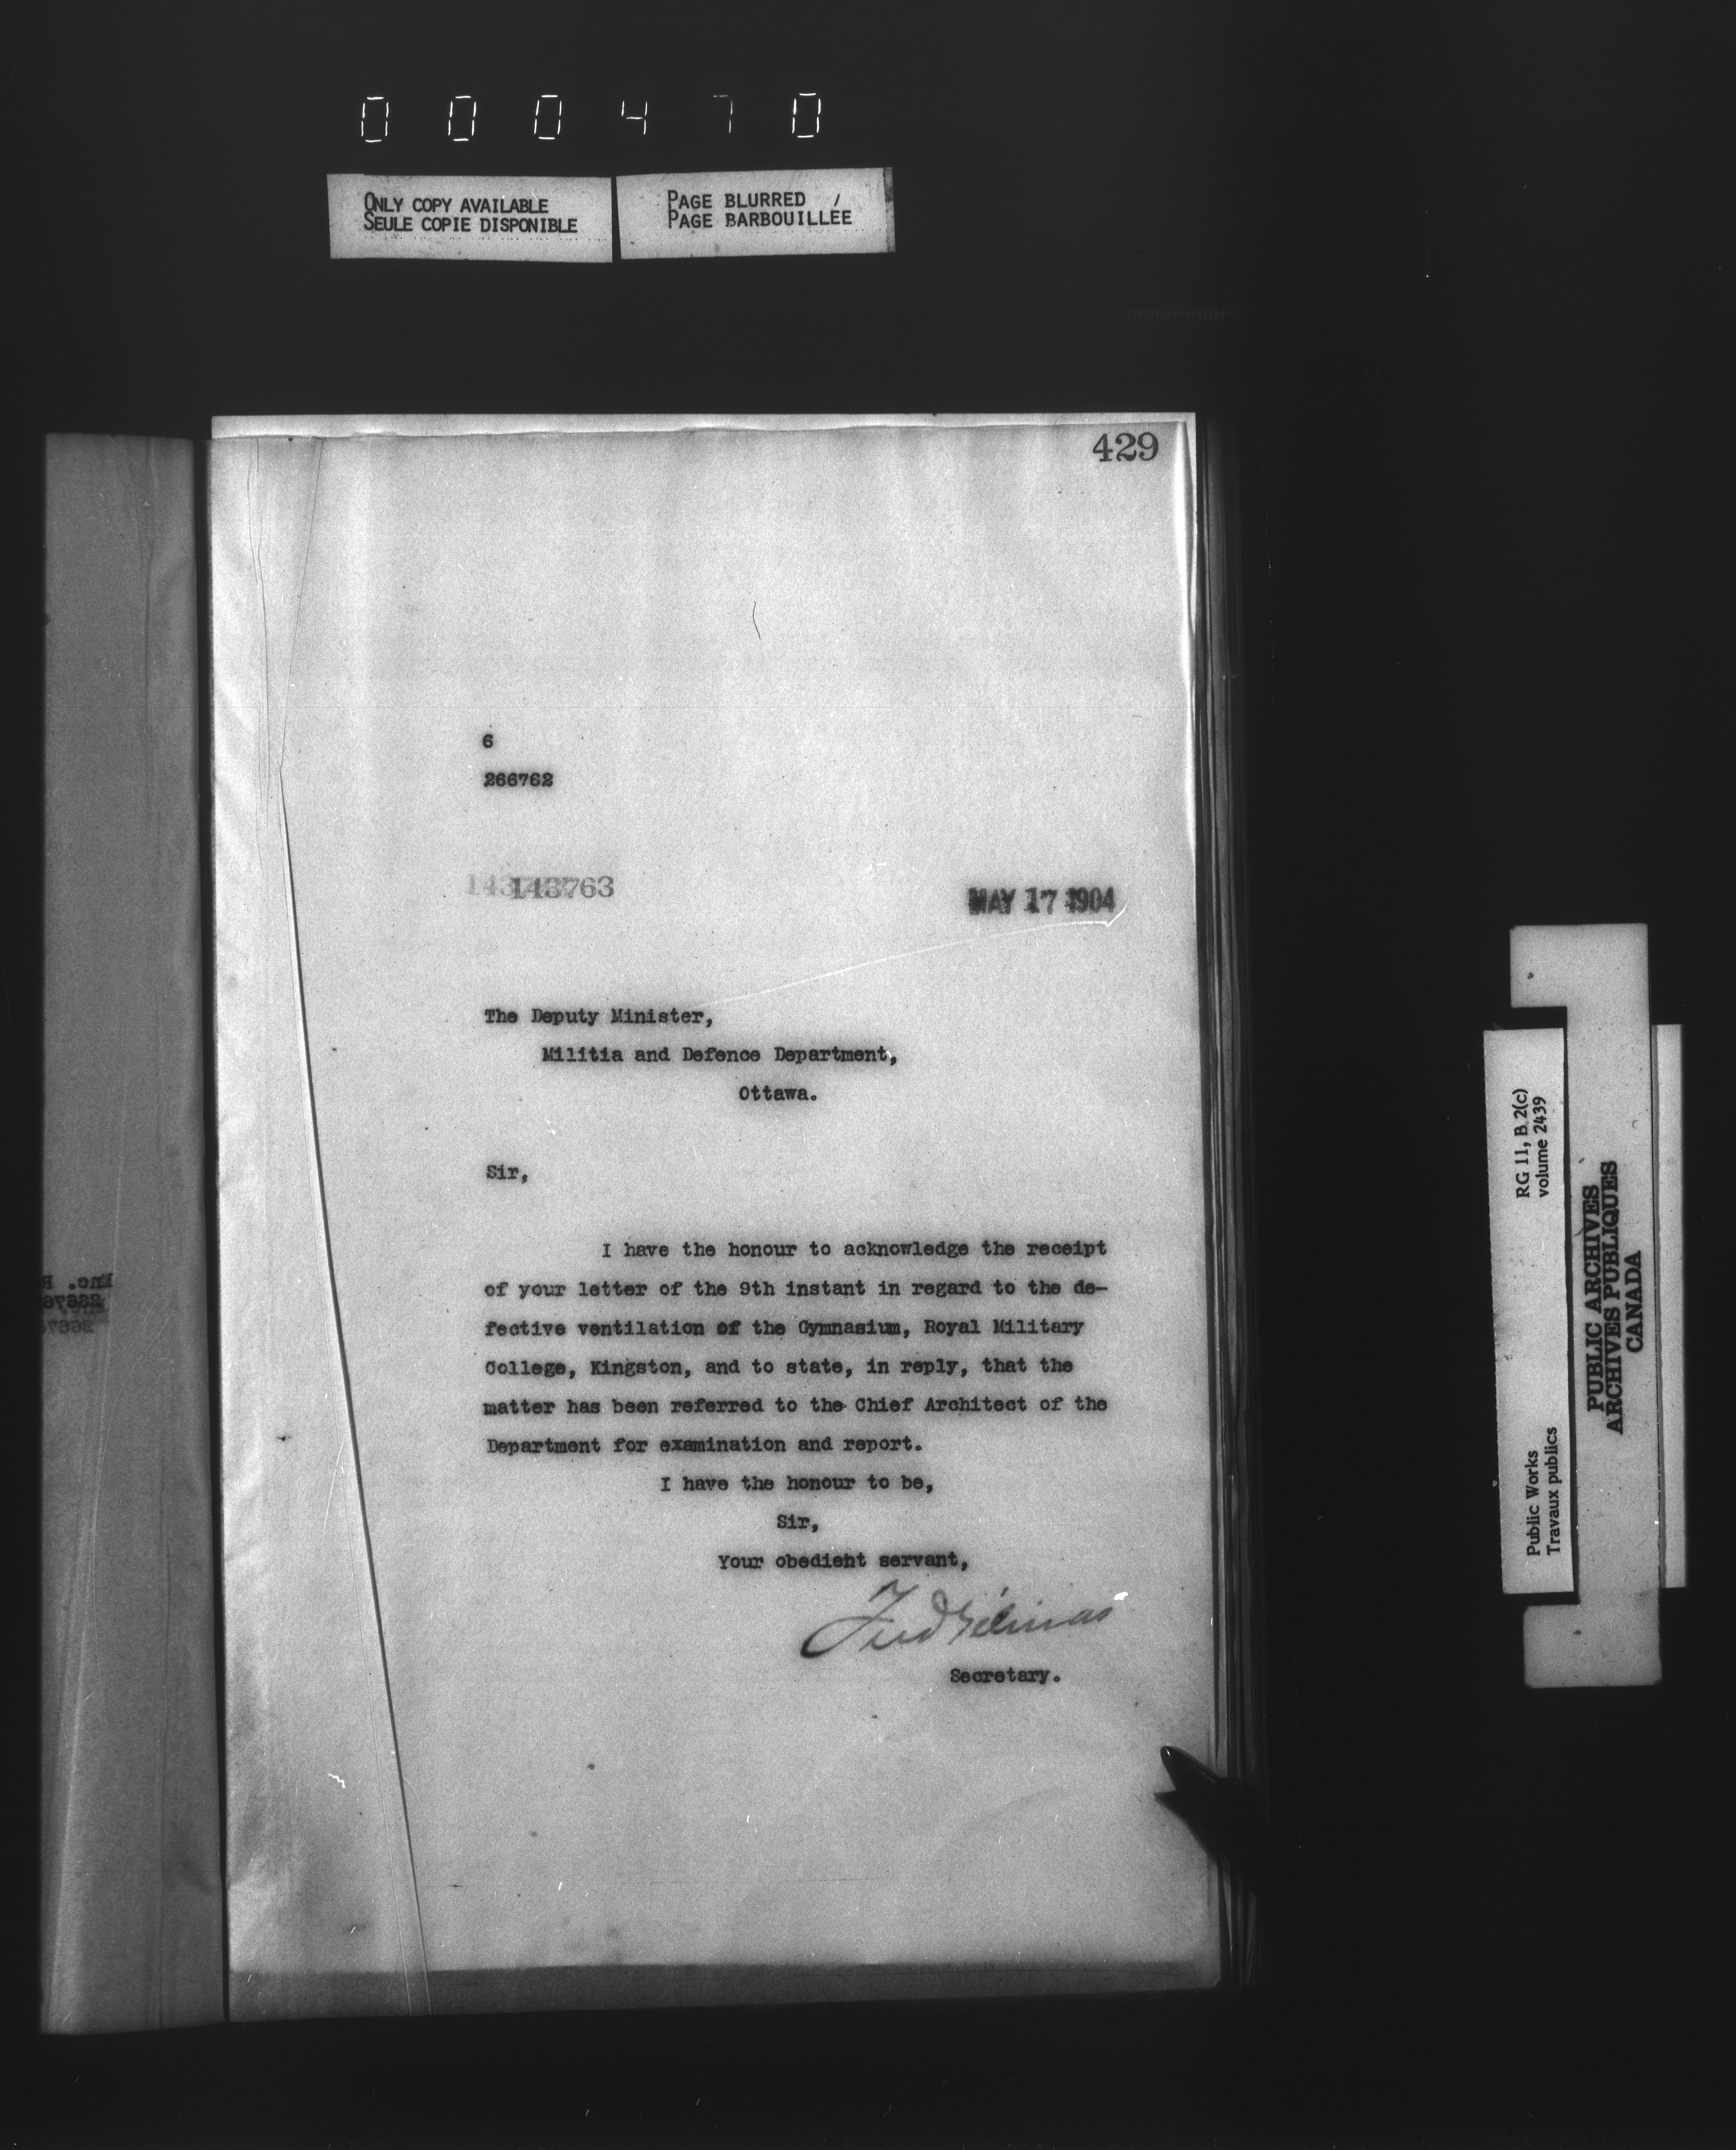 000470
ONLY COPY AVAILABLE
SEULE COPIE DISPONIBLE
PAGE BLURRED /
PAGE BARBOUILLEE
429
6
266762
143763
MAY 17 1904
The Deputy Minister,
Militia and Defence Department,
Ottawa.
Sir,
I have the honour to acknowledge the receipt
of your letter of the 9th instant in regard to the de-
fective ventilation of the Gymnasium, Royal Military
College, Kingston, and to state, in reply, that the
matter has been referred to the Chief Architect of the
Department for examination and report.
I have the honour to be,
Sir,
Your obedient servant,
Fred Gélinas
Secretary.
RG 11, B 2(c)
volume 2439
Public Works
Travaux publics
PUBLIC ARCHIVES
ARCHIVES PUBLIQUES
CANADA